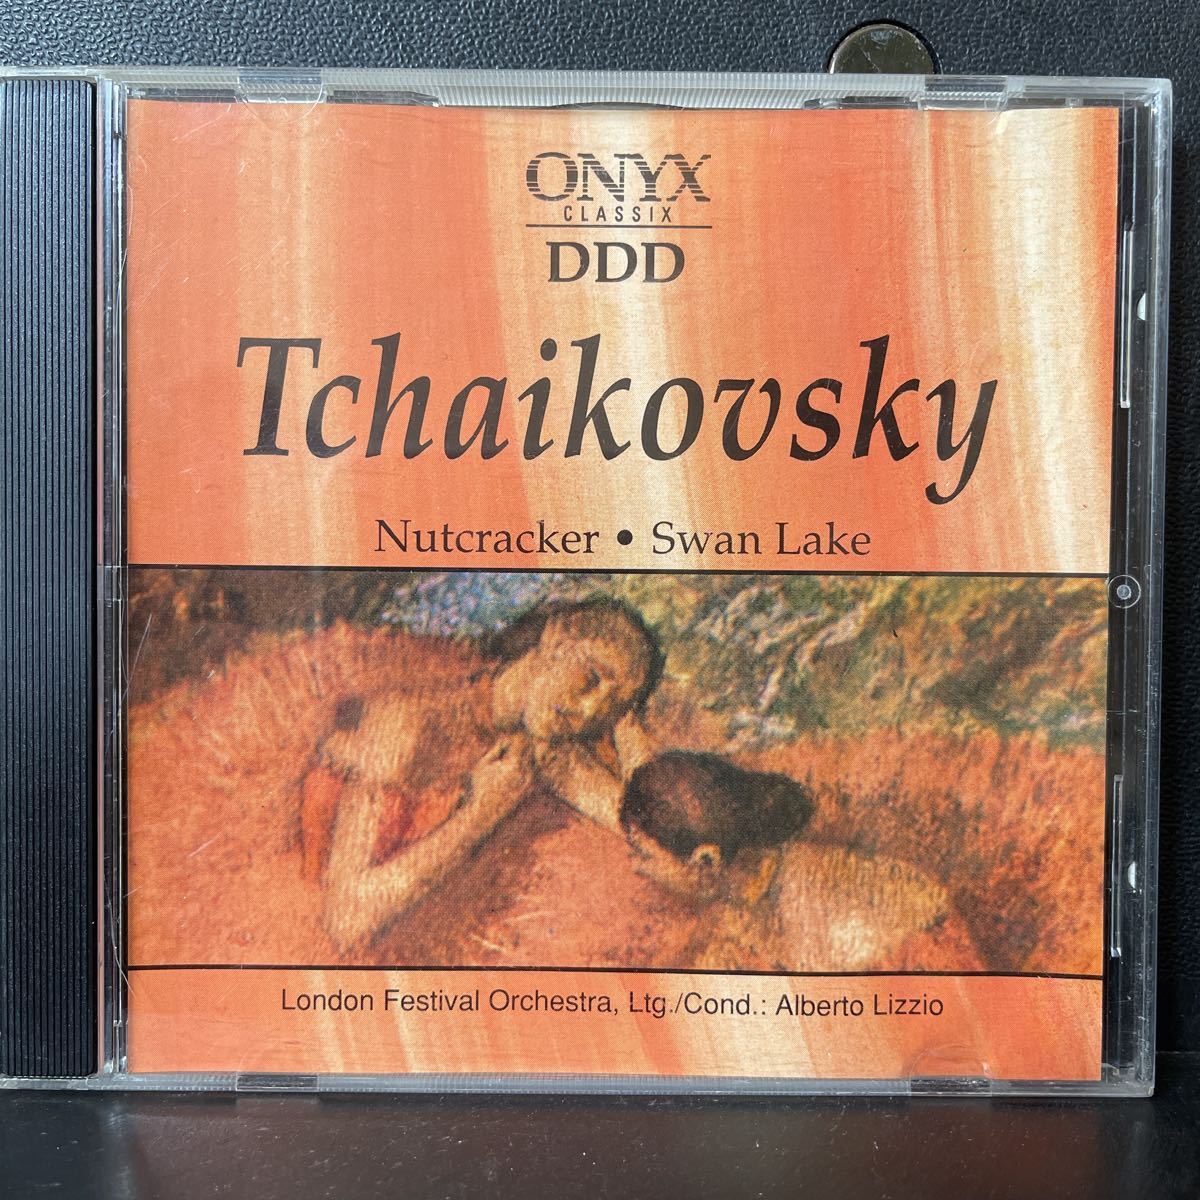 ONYX
CLASSIX
DDD
Tchaikovsky
Nutcracker • Swan Lake
London Festival Orchestra, Ltg./Cond.: Alberto Lizzio